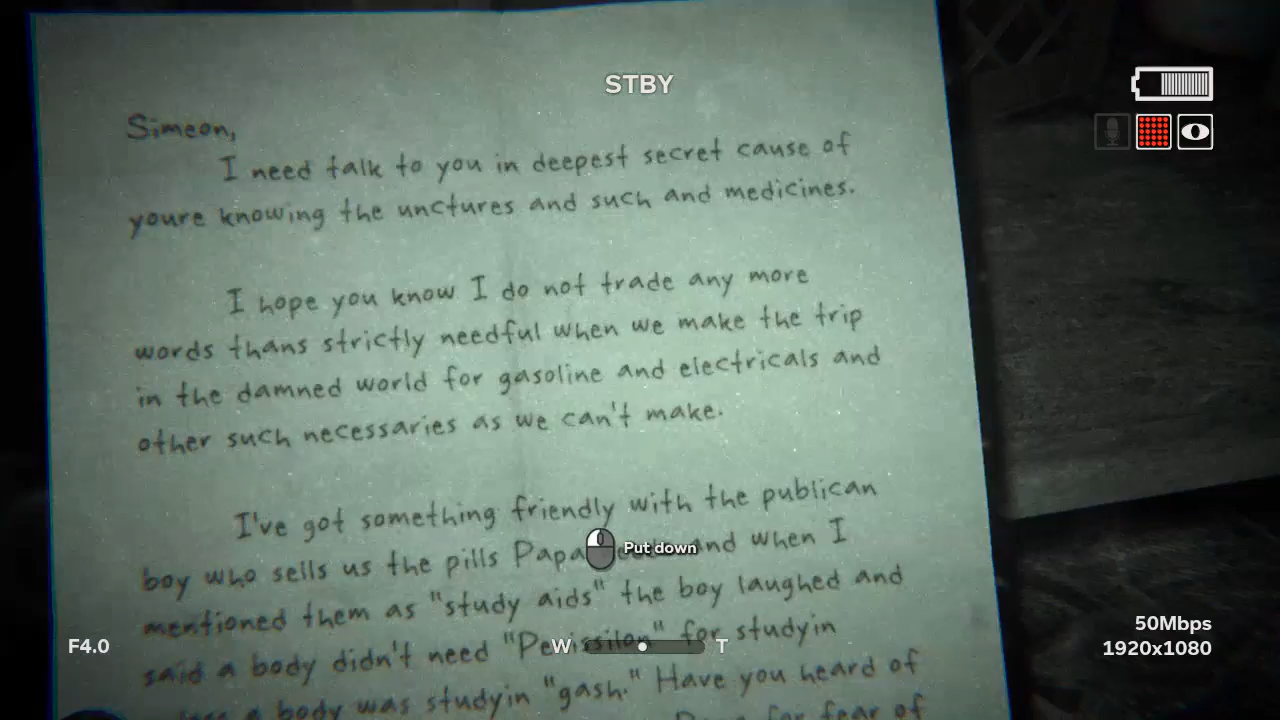 STBY
Simeon,
I need talk to you in deepest secret cause of
youre knowing the unctures and such and medicines.
I hope you know I do not trade any more
words thans strictly needful when we make the trip
in the damned world for gasoline and electricals and
other such necessaries as we can't make.
I've got something friendly with the publican
boy who sells us the pills Papa and when I
Put down
mentioned them as "study aids" the boy laughed and
said a body didn't need "Penissilon" for studyin
a body was studyin "gash." Have you heard of
for fear of
F4.0
W T
50Mbps
1920x1080